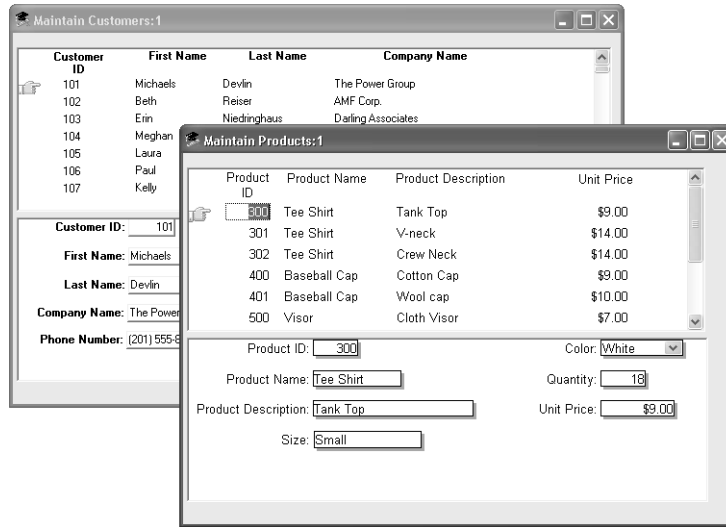 Maintain Customers:1
Customer ID First Name Last Name Company Name
101 Michaels Devlin The Power Group
102 Beth Reiser AMF Corp.
103 Erin Niedringhaus Darling Associates
104 Meghan
105 Laura
106 Paul
107 Kelly
Customer ID: 101
First Name: Michaels
Last Name: Devlin
Company Name: The Power
Phone Number: (201) 555-8
Maintain Products:1
Product ID Product Name Product Description Unit Price
300 Tee Shirt Tank Top $9.00
301 Tee Shirt V-neck $14.00
302 Tee Shirt Crew Neck $14.00
400 Baseball Cap Cotton Cap $9.00
401 Baseball Cap Wool cap $10.00
500 Visor Cloth Visor $7.00
Product ID: 300 Color: White
Product Name: Tee Shirt Quantity: 18
Product Description: Tank Top Unit Price: $9.00
Size: Small